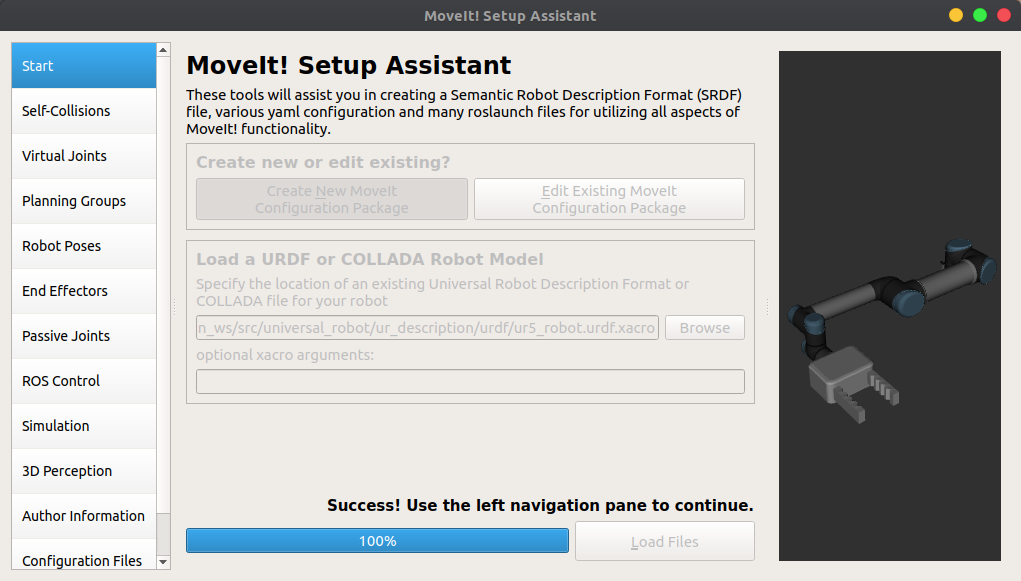 MoveIt! Setup Assistant
Start
Self-Collisions
Virtual Joints
Planning Groups
Robot Poses
End Effectors
Passive Joints
ROS Control
Simulation
3D Perception
Author Information
Configuration Files
MoveIt! Setup Assistant
These tools will assist you in creating a Semantic Robot Description Format (SRDF)
file, various yaml configuration and many roslaunch files for utilizing all aspects of
MoveIt! functionality.
Create new or edit existing?
Create New MoveIt
Configuration Package
Edit Existing MoveIt
Configuration Package
Load a URDF or COLLADA Robot Model
Specify the location of an existing Universal Robot Description Format or
COLLADA file for your robot
n_ws/src/universal_robot/ur_description/urdf/ur5_robot.urdf.xacro
Browse
optional xacro arguments:
Success! Use the left navigation pane to continue.
100%
Load Files